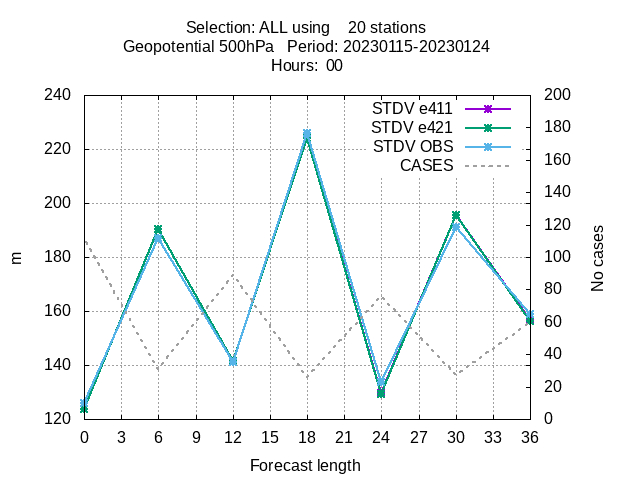 Selection: ALL using    20 stations
Geopotential 500hPa   Period: 20230115-20230124
Hours:  00
240
220
200
180
160
140
120
m
200
180
160
140
120
100
80
60
40
20
0
No cases
STDV e411
STDV e421
STDV OBS
CASES
0 3 6 9 12 15 18 21 24 27 30 33 36
Forecast length